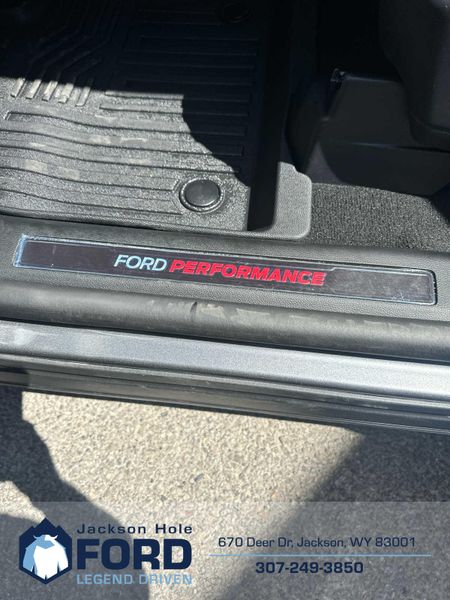 FORD PERFORMANCE
Jackson Hole
FORD
LEGEND DRIVEN
670 Deer Dr, Jackson, WY 83001
307-249-3850